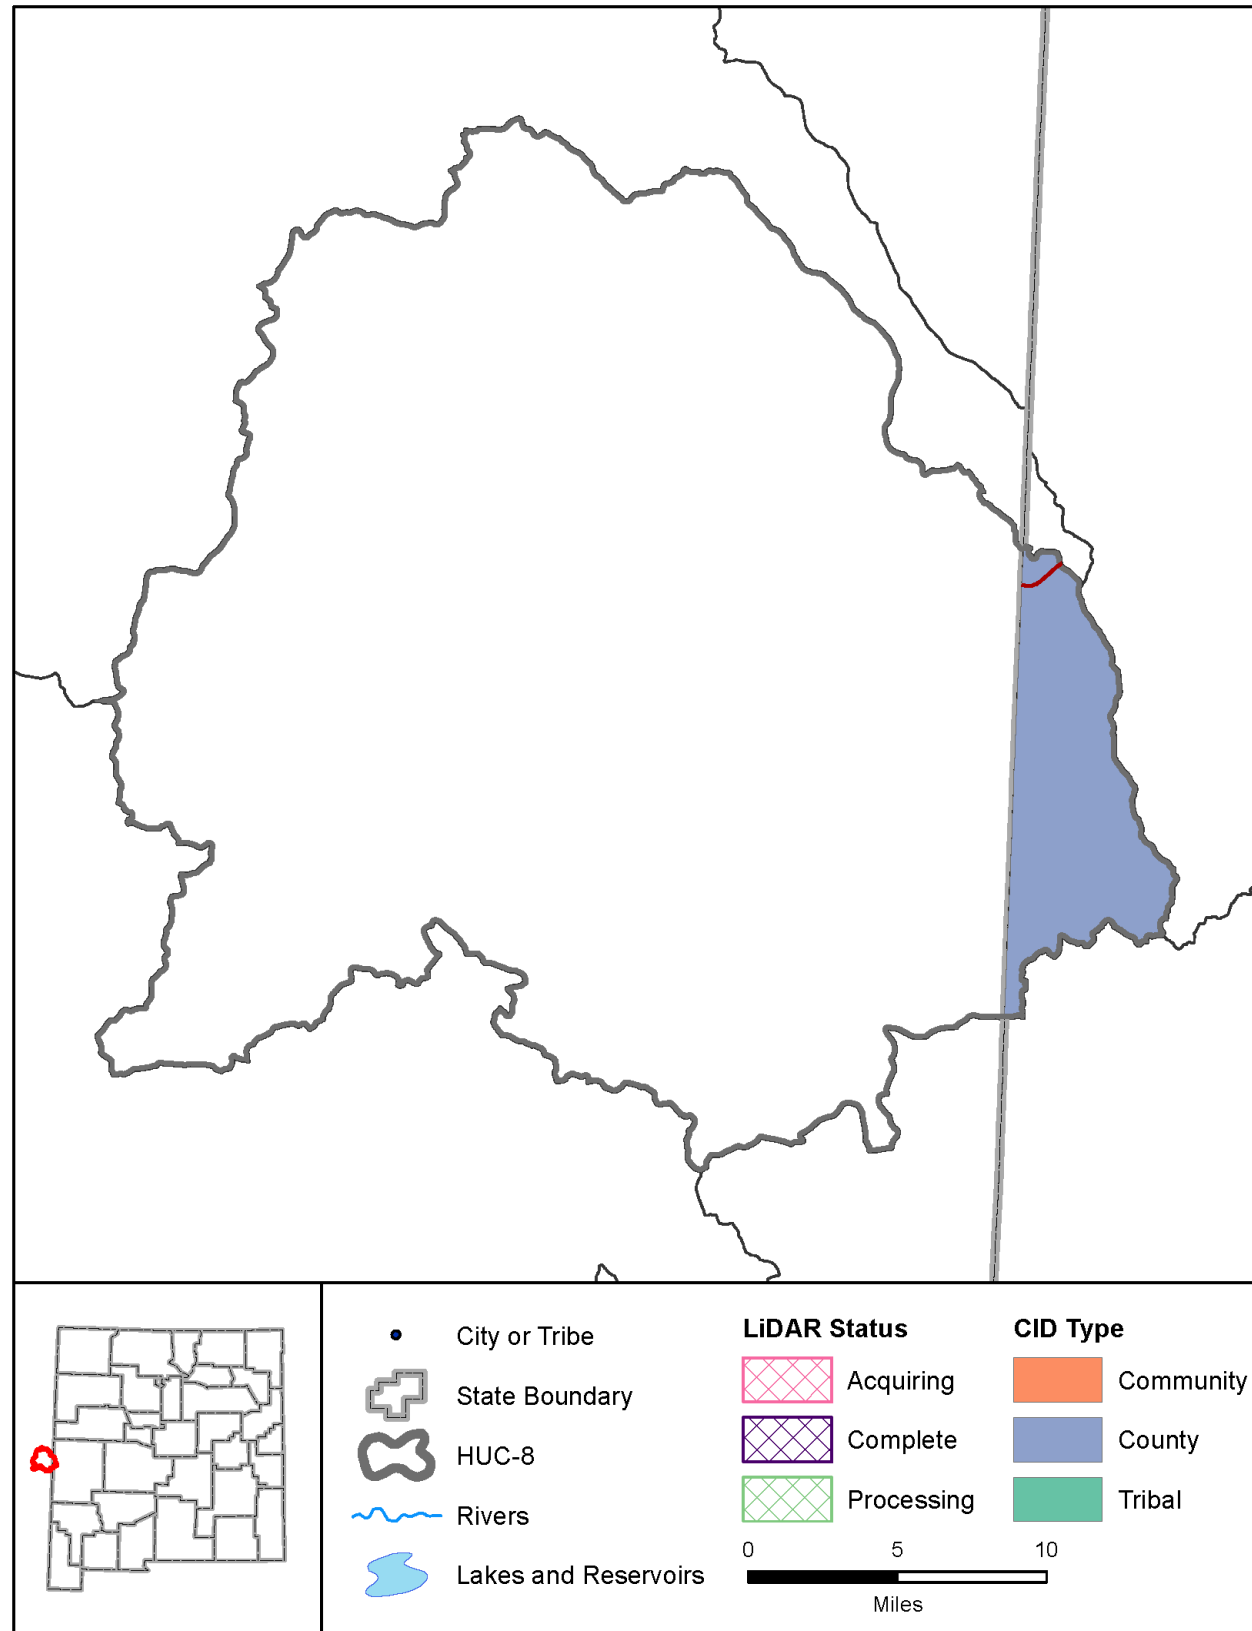 City or Tribe
State Boundary
HUC-8
Rivers
Lakes and Reservoirs
LiDAR Status
Acquiring
Complete
Processing
CID Type
Community
County
Tribal
0 5 10
Miles